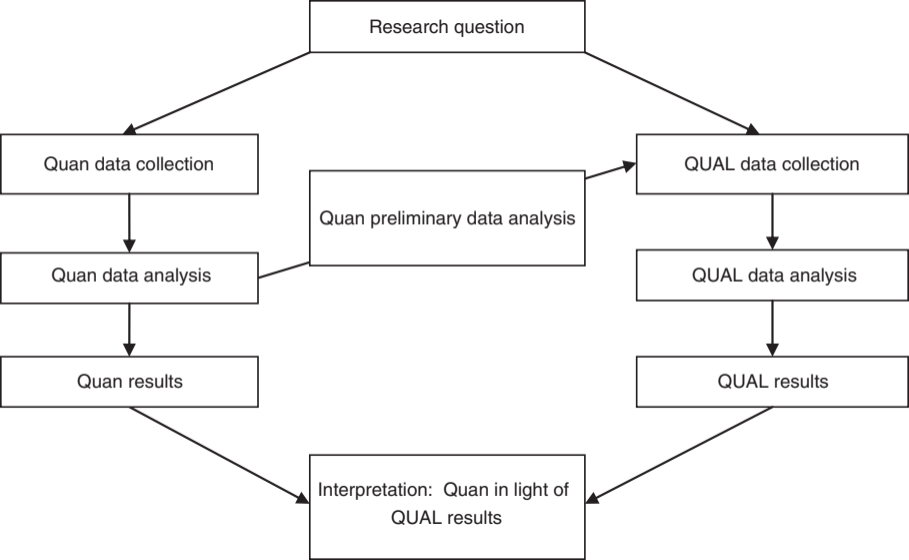 Research question
Quan data collection
QUAL data collection
Quan preliminary data analysis
Quan data analysis
QUAL data analysis
Quan results
QUAL results
Interpretation: Quan in light of
QUAL results